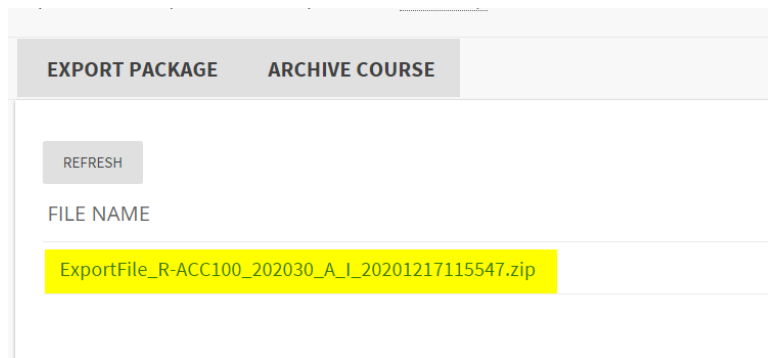 EXPORT PACKAGE ARCHIVE COURSE
REFRESH
FILE NAME
ExportFile_R-ACC100_202030_A_I_20201217115547.zip